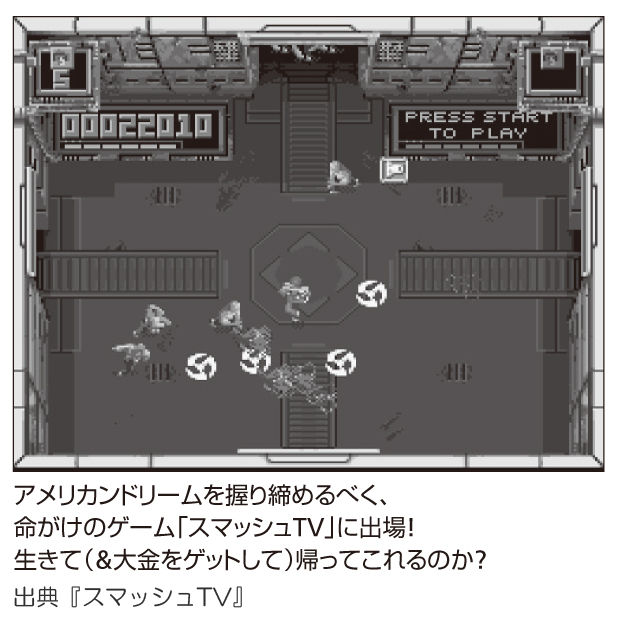 5
00022010
PRESS START
TO PLAY
アメリカンドリームを握り締めるべく、
命がけのゲーム「スマッシュTV」に出場!
生きて(&大金をゲットして)帰ってこれるのか?
出典『スマッシュTV』